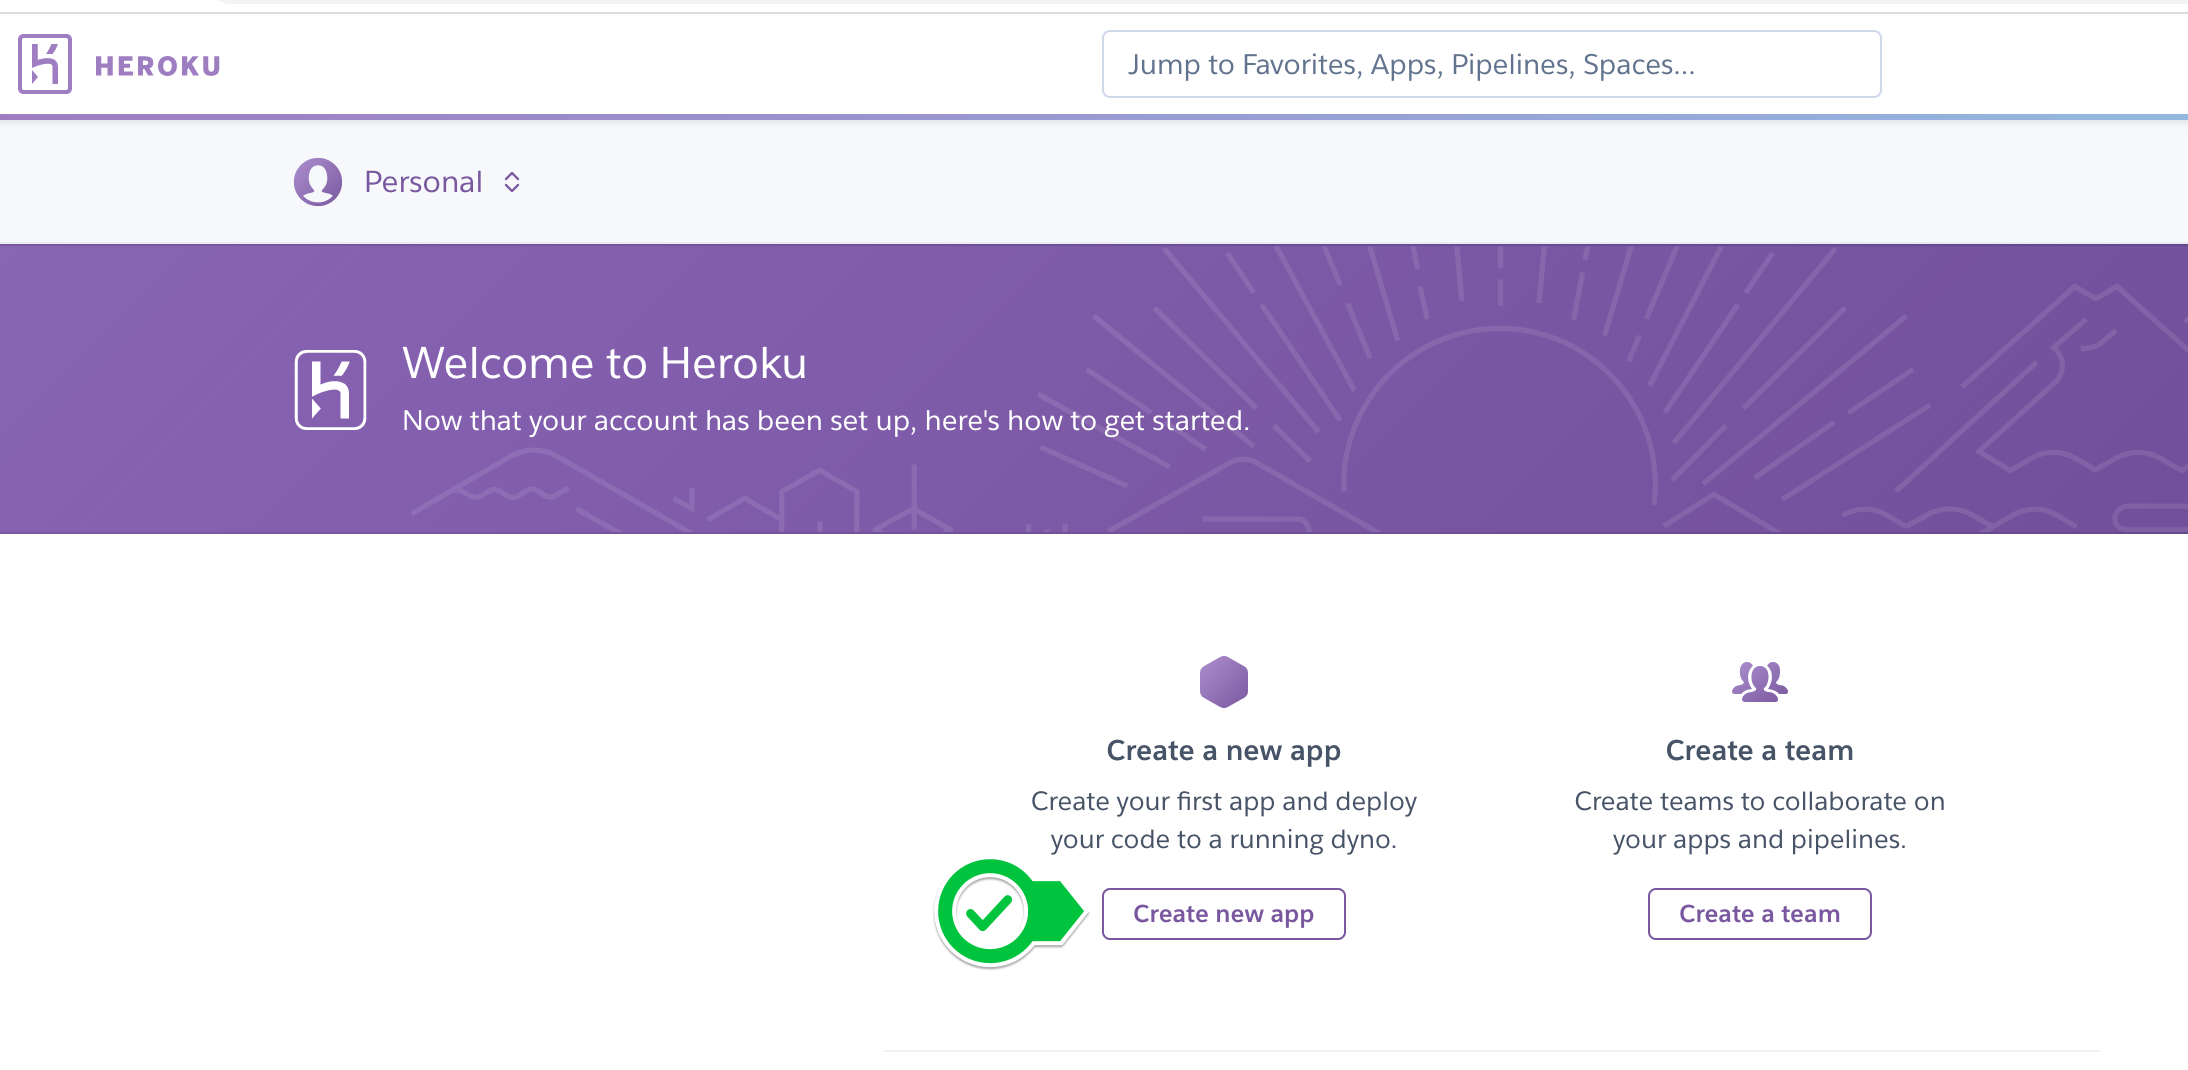 HEROKU
Jump to Favorites, Apps, Pipelines, Spaces...
Personal
Welcome to Heroku
Now that your account has been set up, here's how to get started.
Create a new app
Create your first app and deploy
your code to a running dyno.
Create new app
Create a team
Create teams to collaborate on
your apps and pipelines.
Create a team